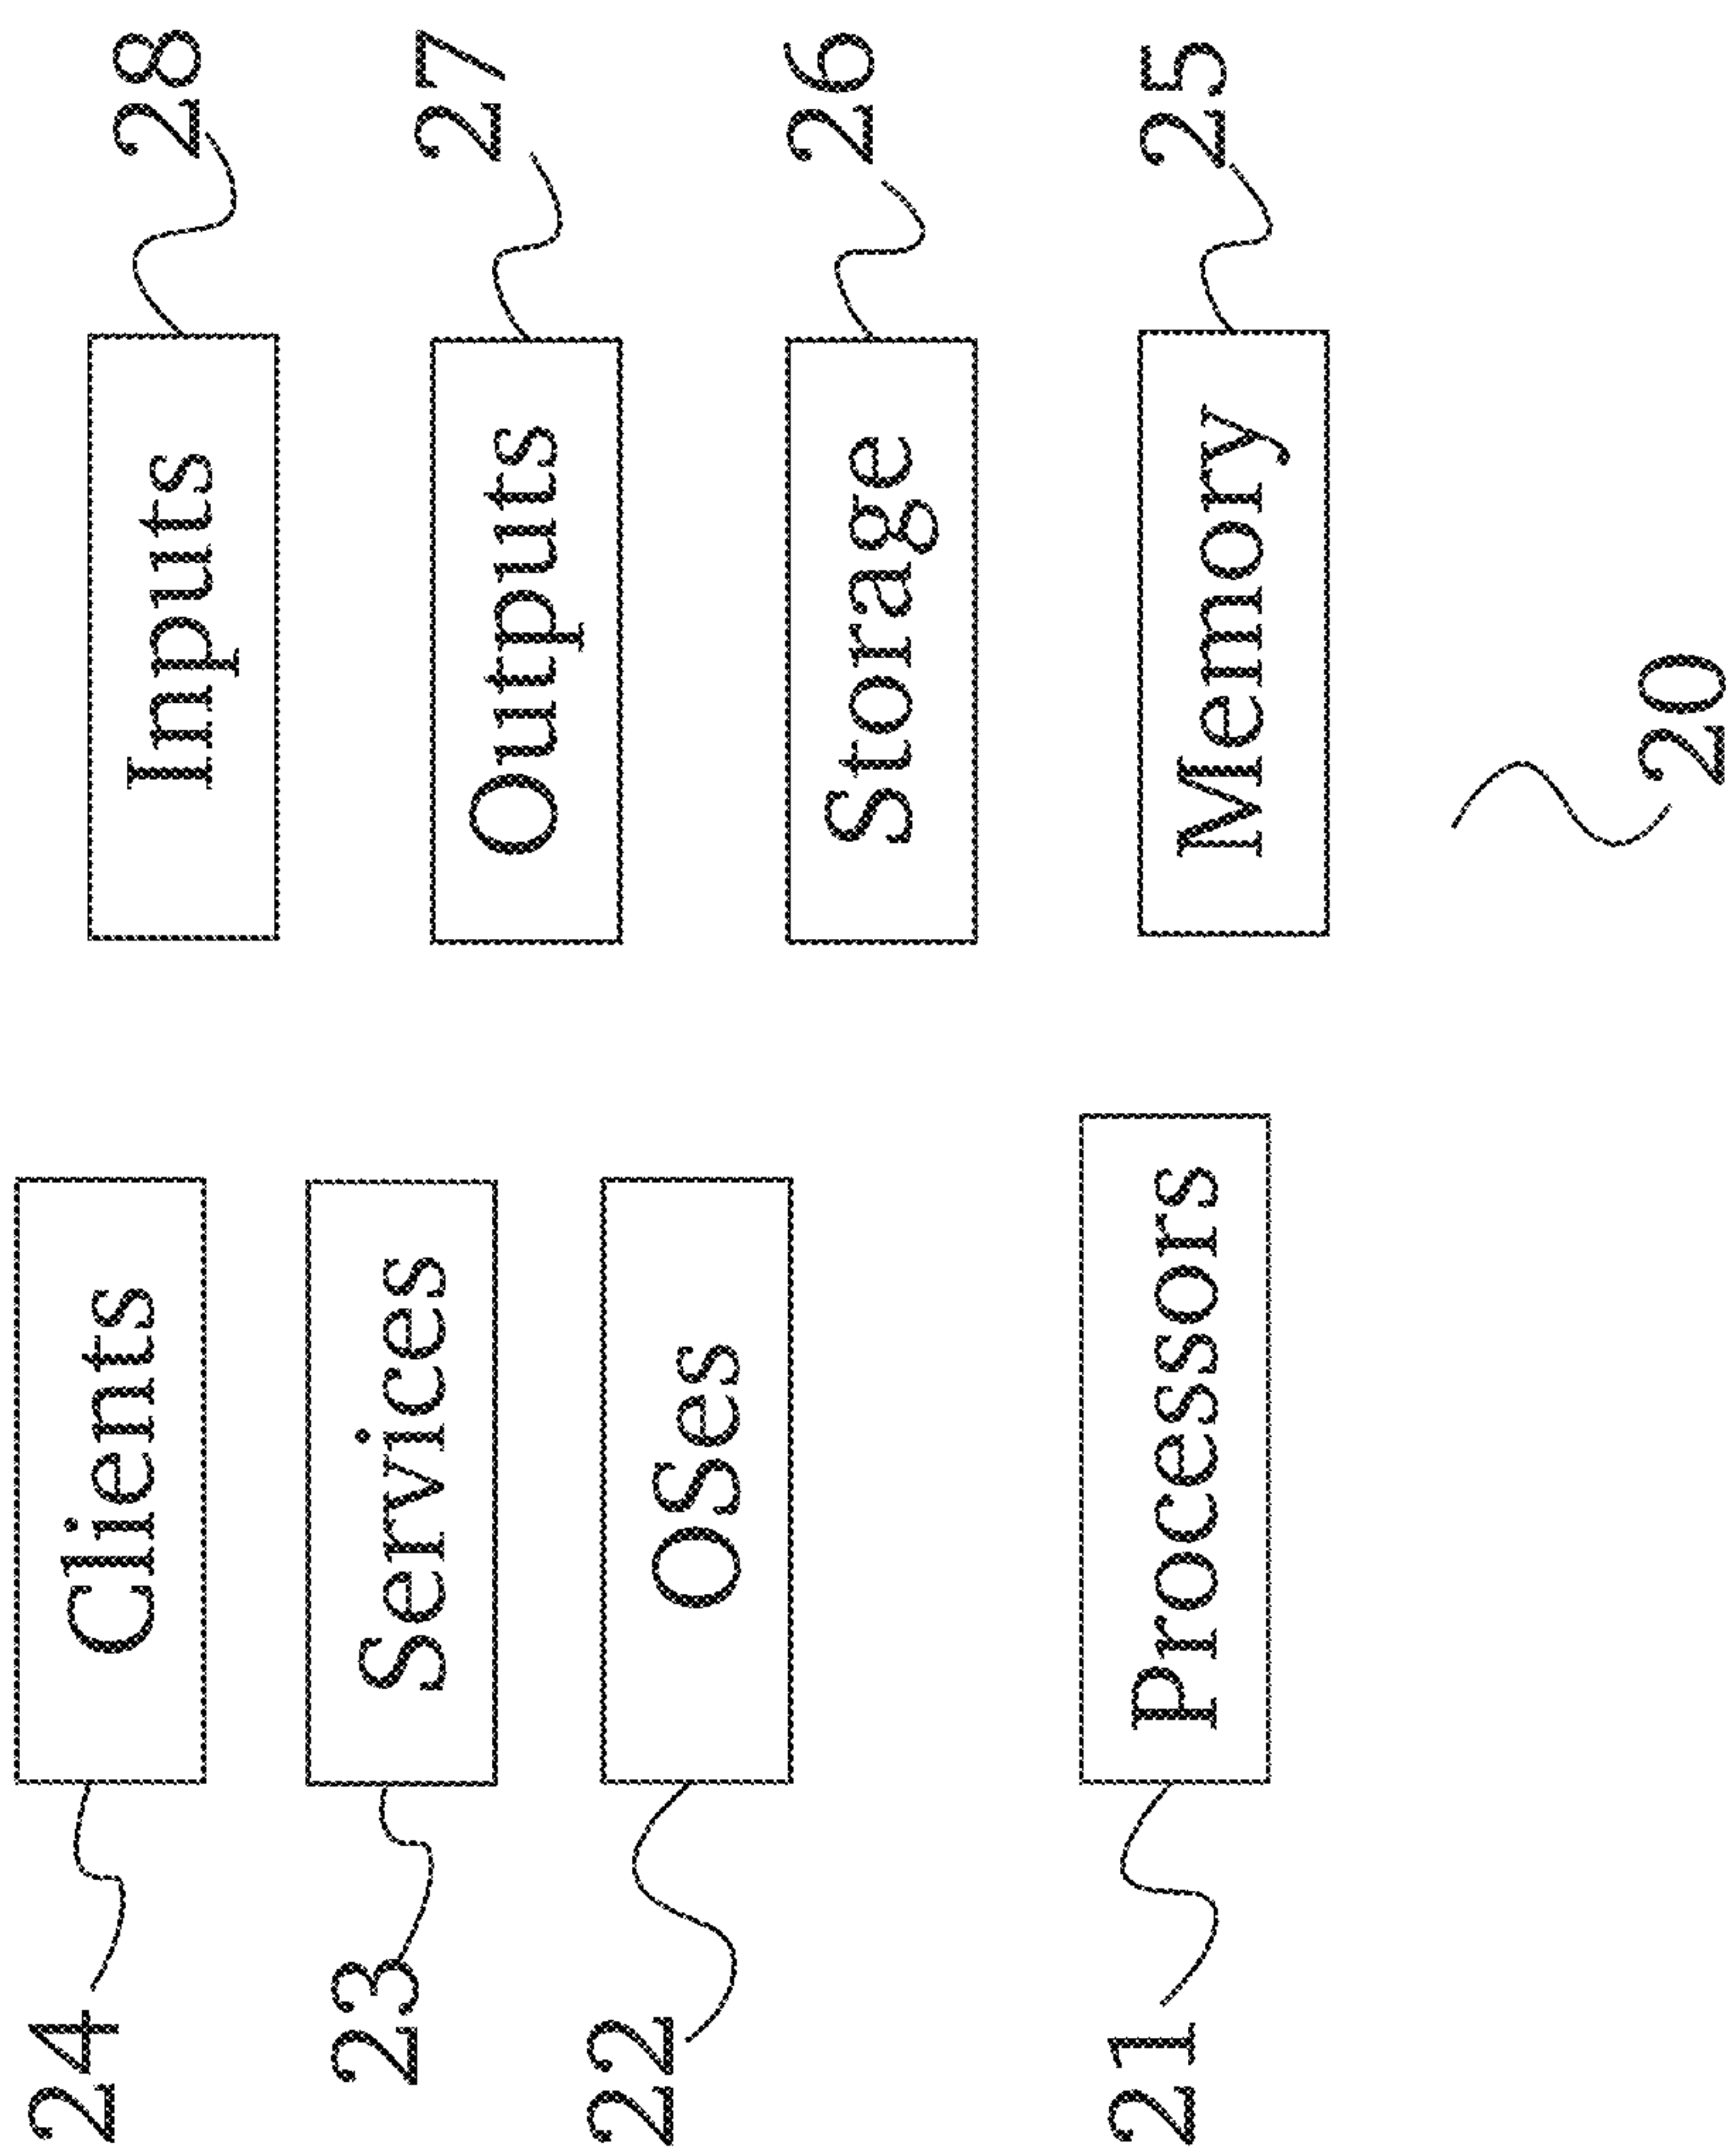 24 Clients Inputs 28
23 Services Outputs 27
22 OSes Storage 26
21 Processors Memory 25
20